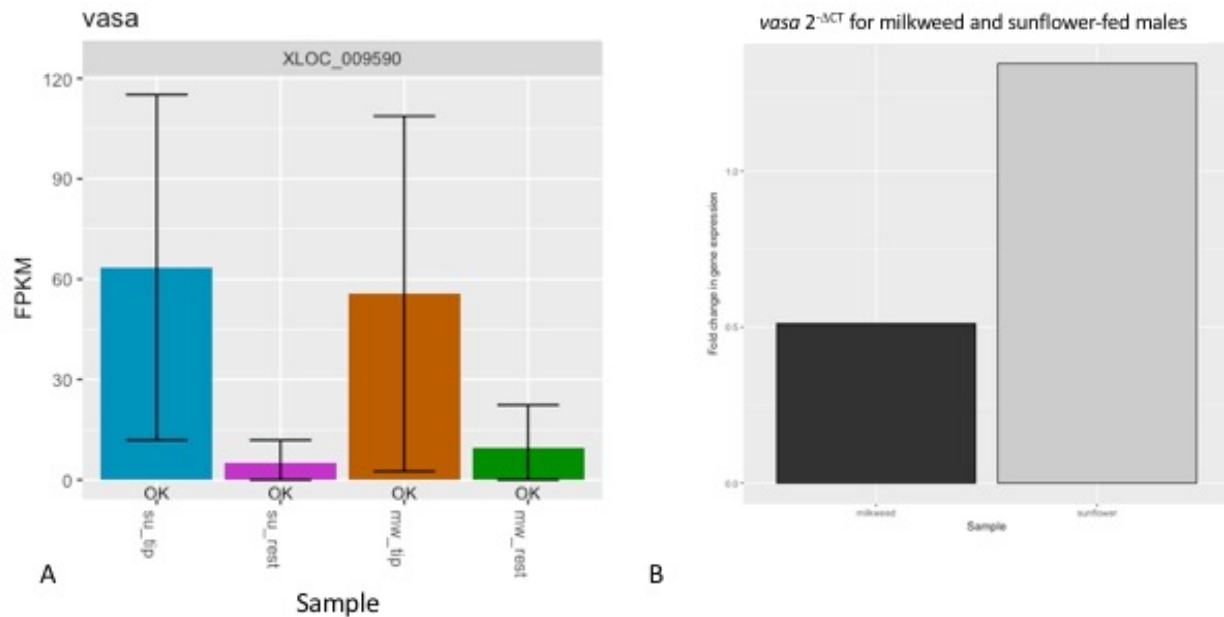 vasa
XLOC_009590
120
90
60
30
0
FPKM
OK OK OK OK
su_tip su_rest mw_tip mw_rest
Sample
A
vasa 2^-ΔCT for milkweed and sunflower-fed males
1.0
0.5
0.0
Fold change in gene expression
milkweed sunflower
Sample
B